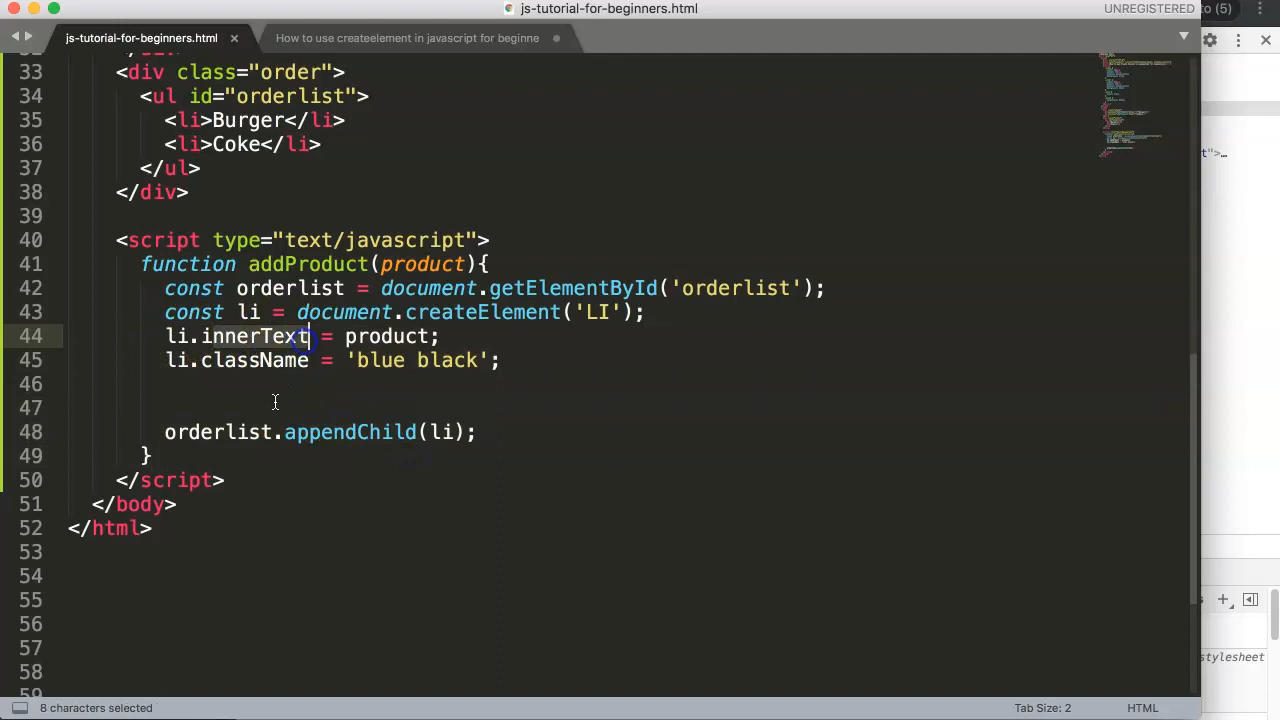 js-tutorial-for-beginners.html
UNREGISTERED
to (5)
js-tutorial-for-beginners.html
How to use createelement in javascript for beginne
33 <div class="order">
34 <ul id="orderlist">
35 <li>Burger</li>
36 <li>Coke</li>
37 </ul>
38 </div>
39
40 <script type="text/javascript">
41 function addProduct(product){
42 const orderlist = document.getElementById('orderlist');
43 const li = document.createElement('LI');
44 li.innerText = product;
45 li.className = 'blue black';
46
47
48 orderlist.appendChild(li);
49 }
50 </script>
51 </body>
52 </html>
53
54
55
56
57
58
59
t">…
stylesheet
8 characters selected
Tab Size: 2
HTML